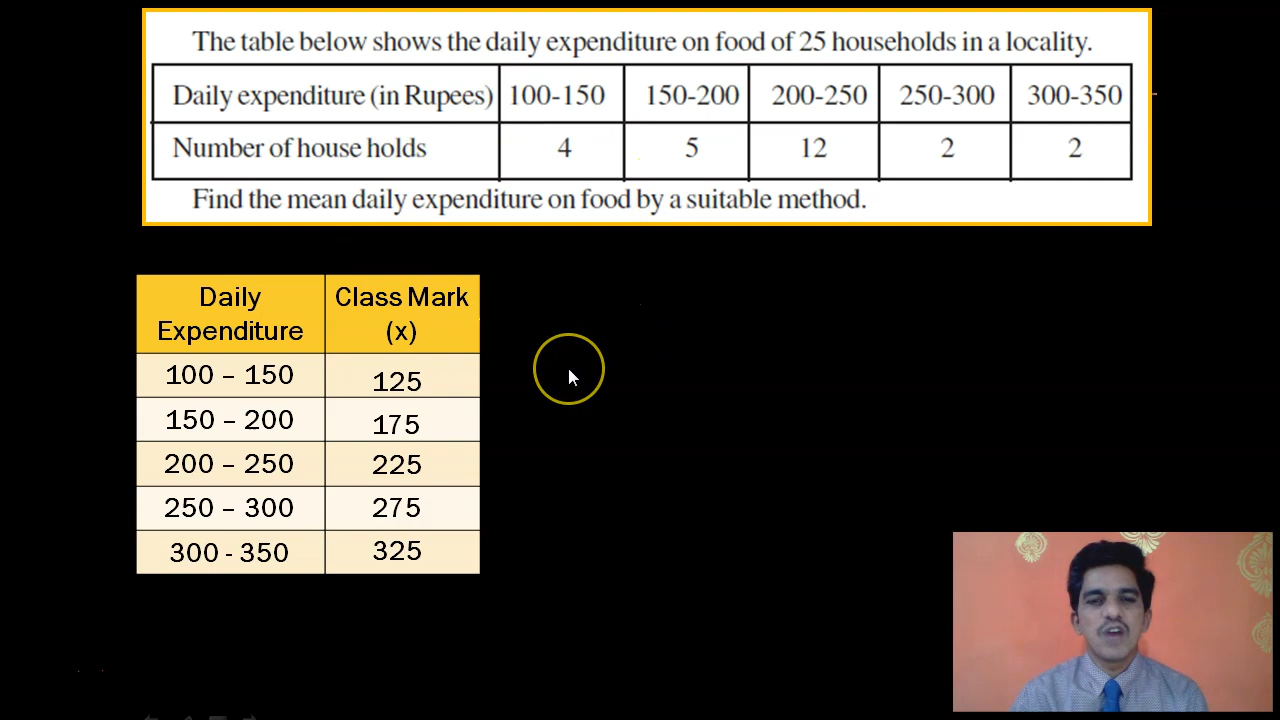 The table below shows the daily expenditure on food of 25 households in a locality.
Daily expenditure (in Rupees) 100-150 150-200 200-250 250-300 300-350
Number of house holds 4 5 12 2 2
Find the mean daily expenditure on food by a suitable method.
Daily Expenditure Class Mark (x)
100 – 150 125
150 – 200 175
200 – 250 225
250 – 300 275
300 - 350 325